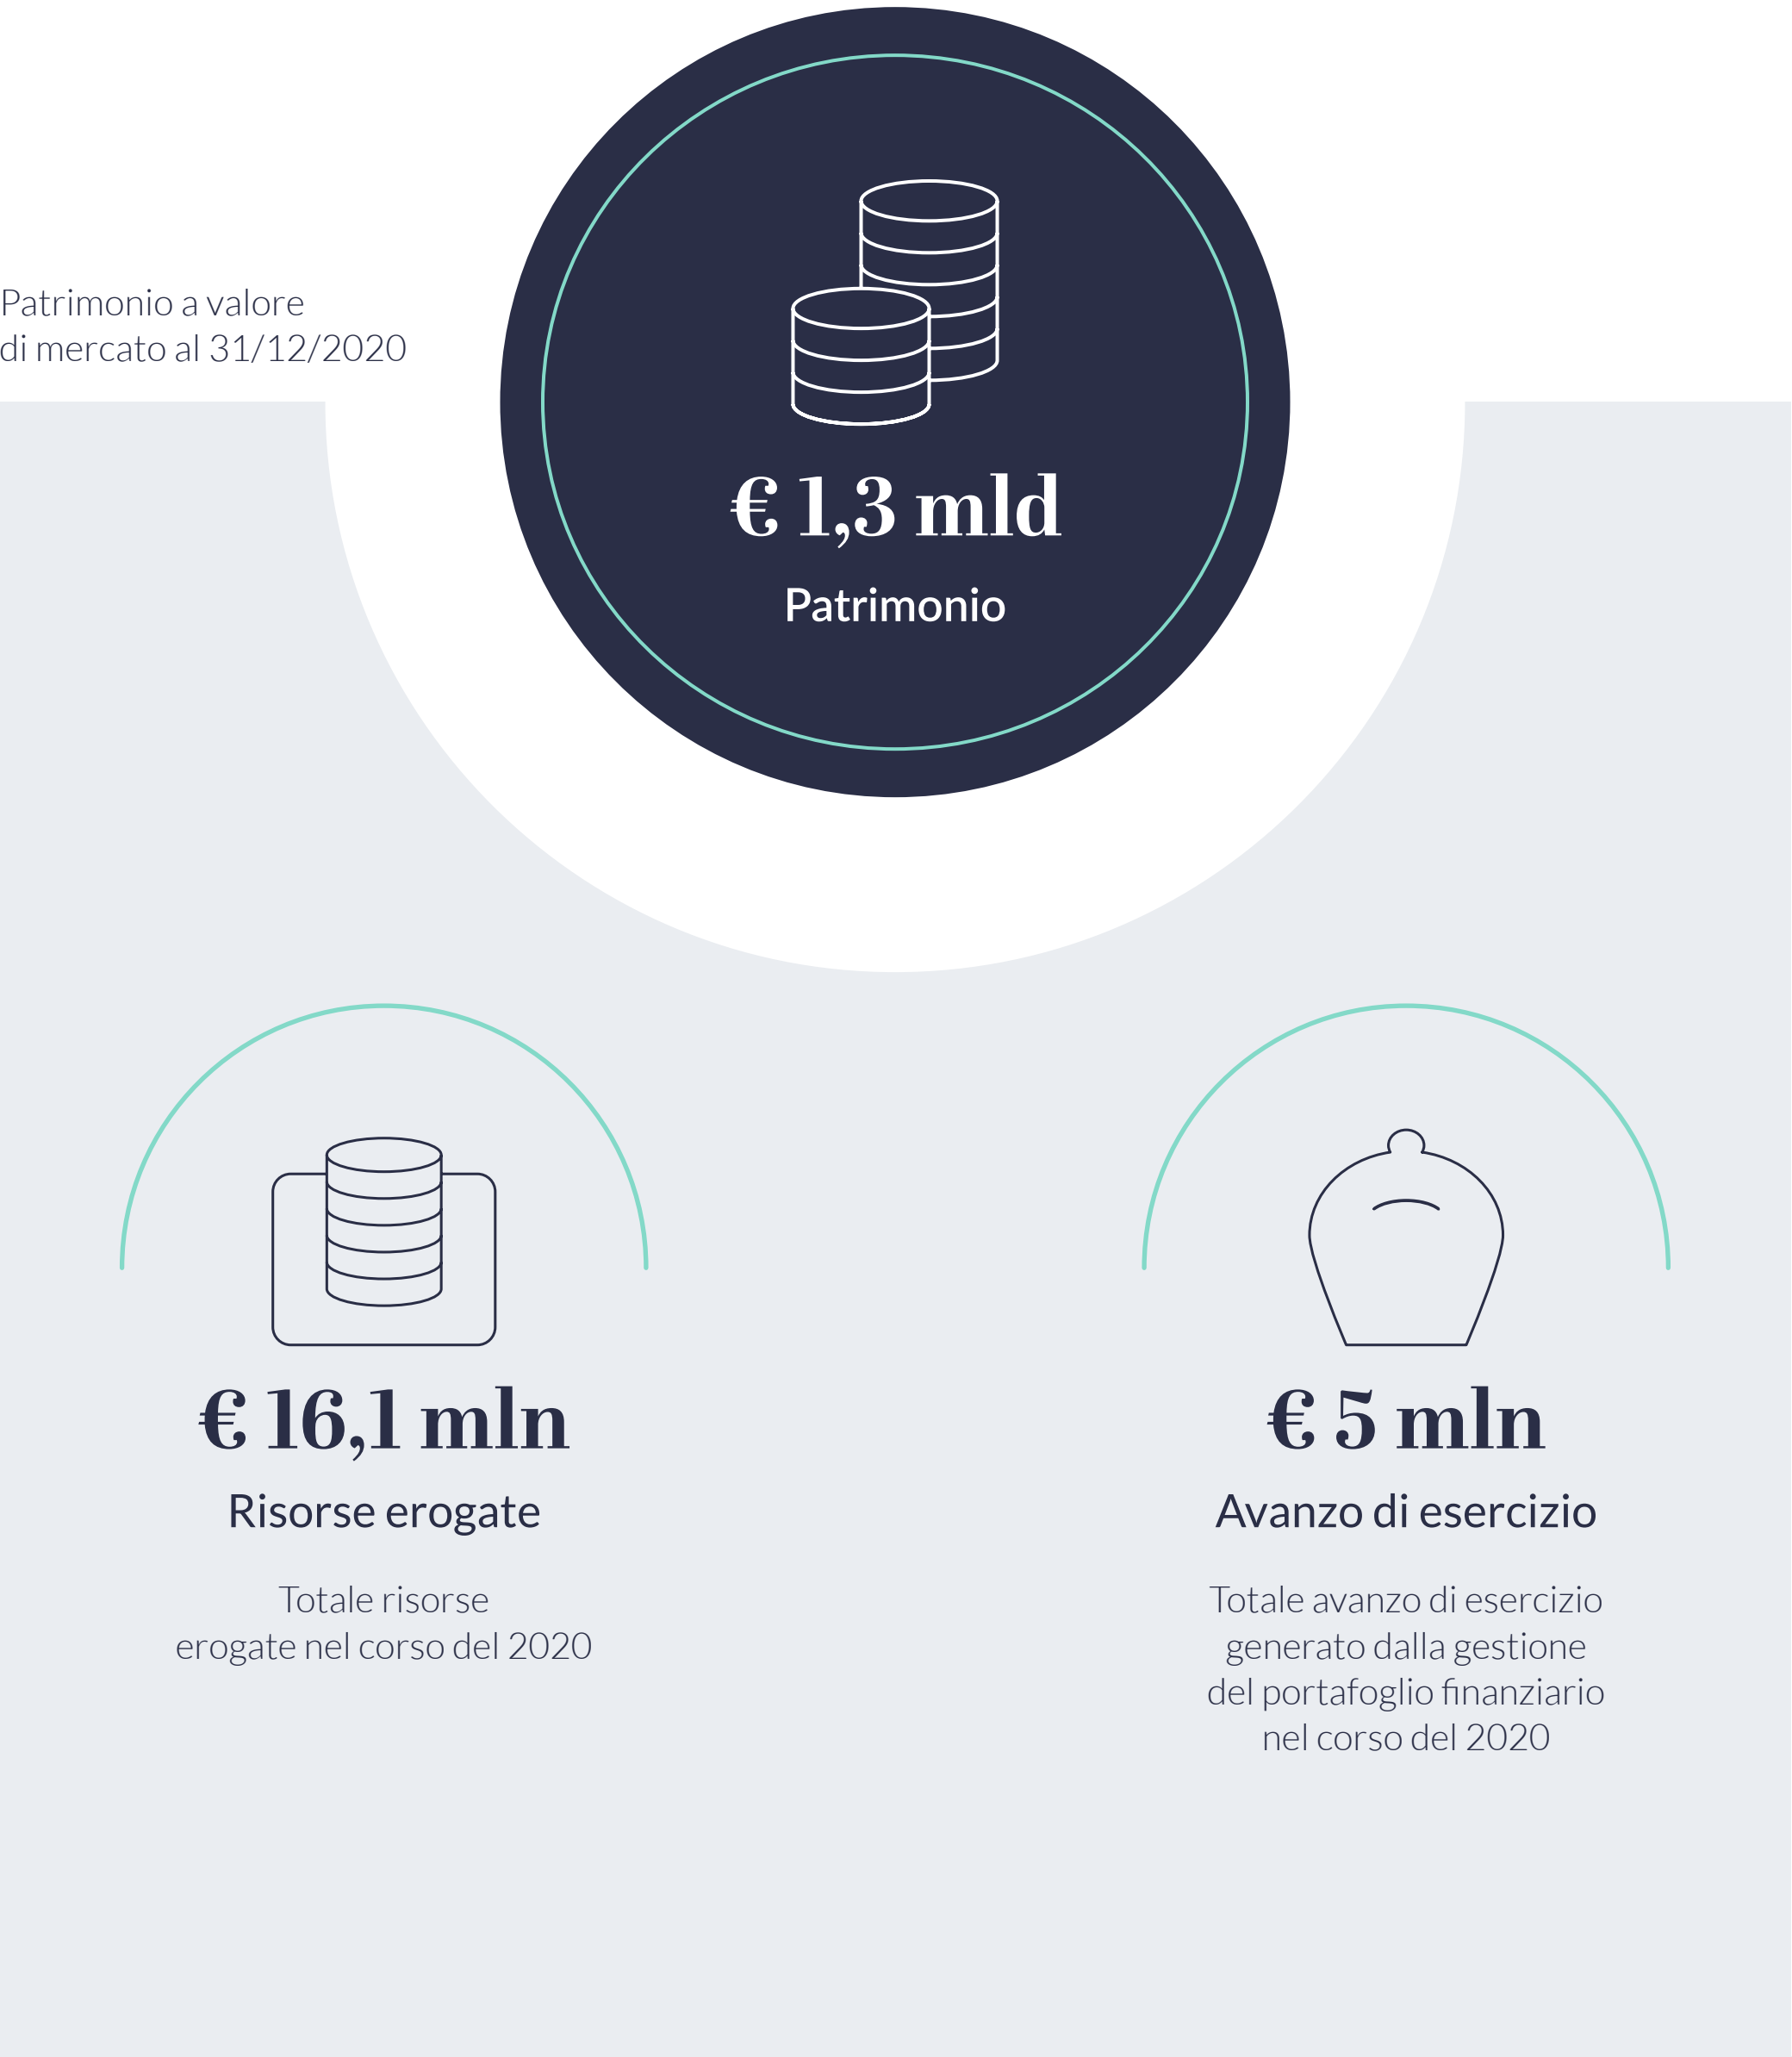 Patrimonio a valore
di mercato al 31/12/2020
€ 1,3 mld
Patrimonio
€ 16,1 mln
Risorse erogate
Totale risorse
erogate nel corso del 2020
€ 5 mln
Avanzo di esercizio
Totale avanzo di esercizio
generato dalla gestione
del portafoglio finanziario
nel corso del 2020